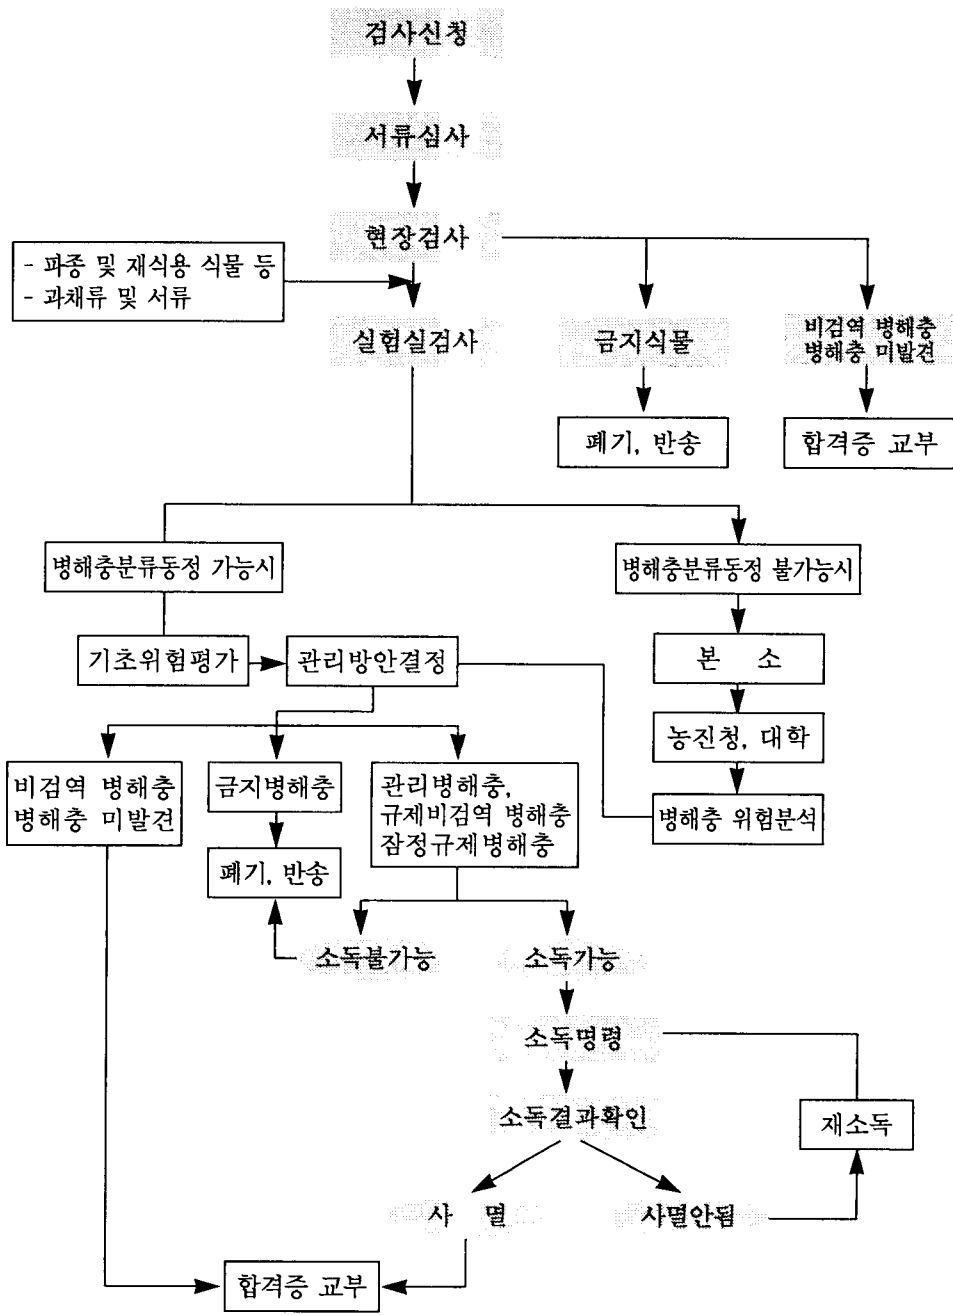 검사신청
서류심사
현장검사
- 파종 및 재식용 식물 등
- 과채류 및 서류
실험실검사
금지식물
비검역 병해충
병해충 미발견
폐기, 반송
합격증 교부
병해충분류동정 가능시
병해충분류동정 불가능시
기초위험평가
관리방안결정
본 소
농진청, 대학
비검역 병해충
병해충 미발견
금지병해충
관리병해충,
규제비검역 병해충
잠정규제병해충
병해충 위험분석
폐기, 반송
소독불가능
소독가능
소독명령
소독결과확인
재소독
사 멸
사멸안됨
합격증 교부